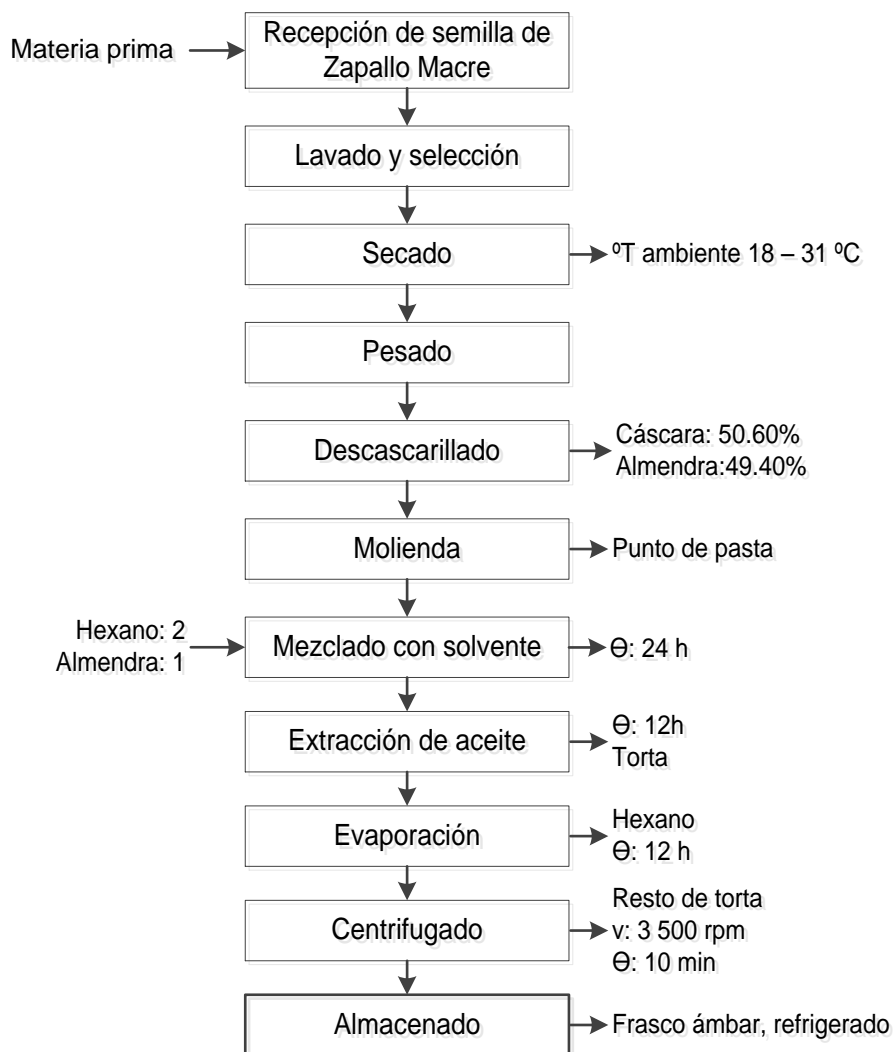 Materia prima
Recepción de semilla de
Zapallo Macre
Lavado y selección
Secado
ºT ambiente 18 – 31 ºC
Pesado
Descascarillado
Cáscara: 50.60%
Almendra:49.40%
Molienda
Punto de pasta
Hexano: 2
Almendra: 1
Mezclado con solvente
Ɵ: 24 h
Extracción de aceite
Ɵ: 12h
Torta
Evaporación
Hexano
Ɵ: 12 h
Centrifugado
Resto de torta
v: 3 500 rpm
Ɵ: 10 min
Almacenado
Frasco ámbar, refrigerado